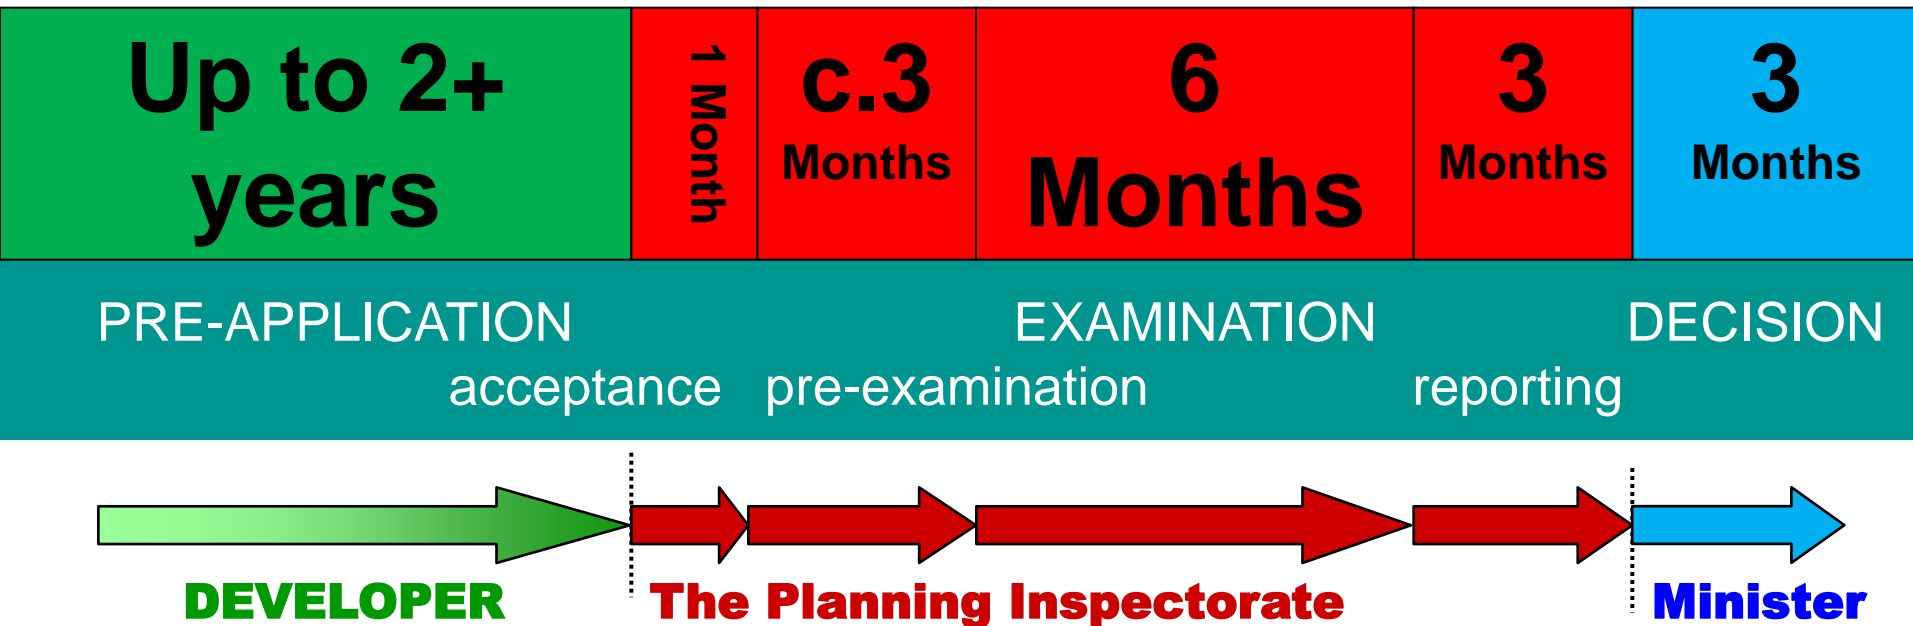 Up to 2+
years
1 Month
c.3
Months
6
Months
3
Months
3
Months
PRE-APPLICATION
EXAMINATION
DECISION
acceptance
pre-examination
reporting
DEVELOPER
The Planning Inspectorate
Minister